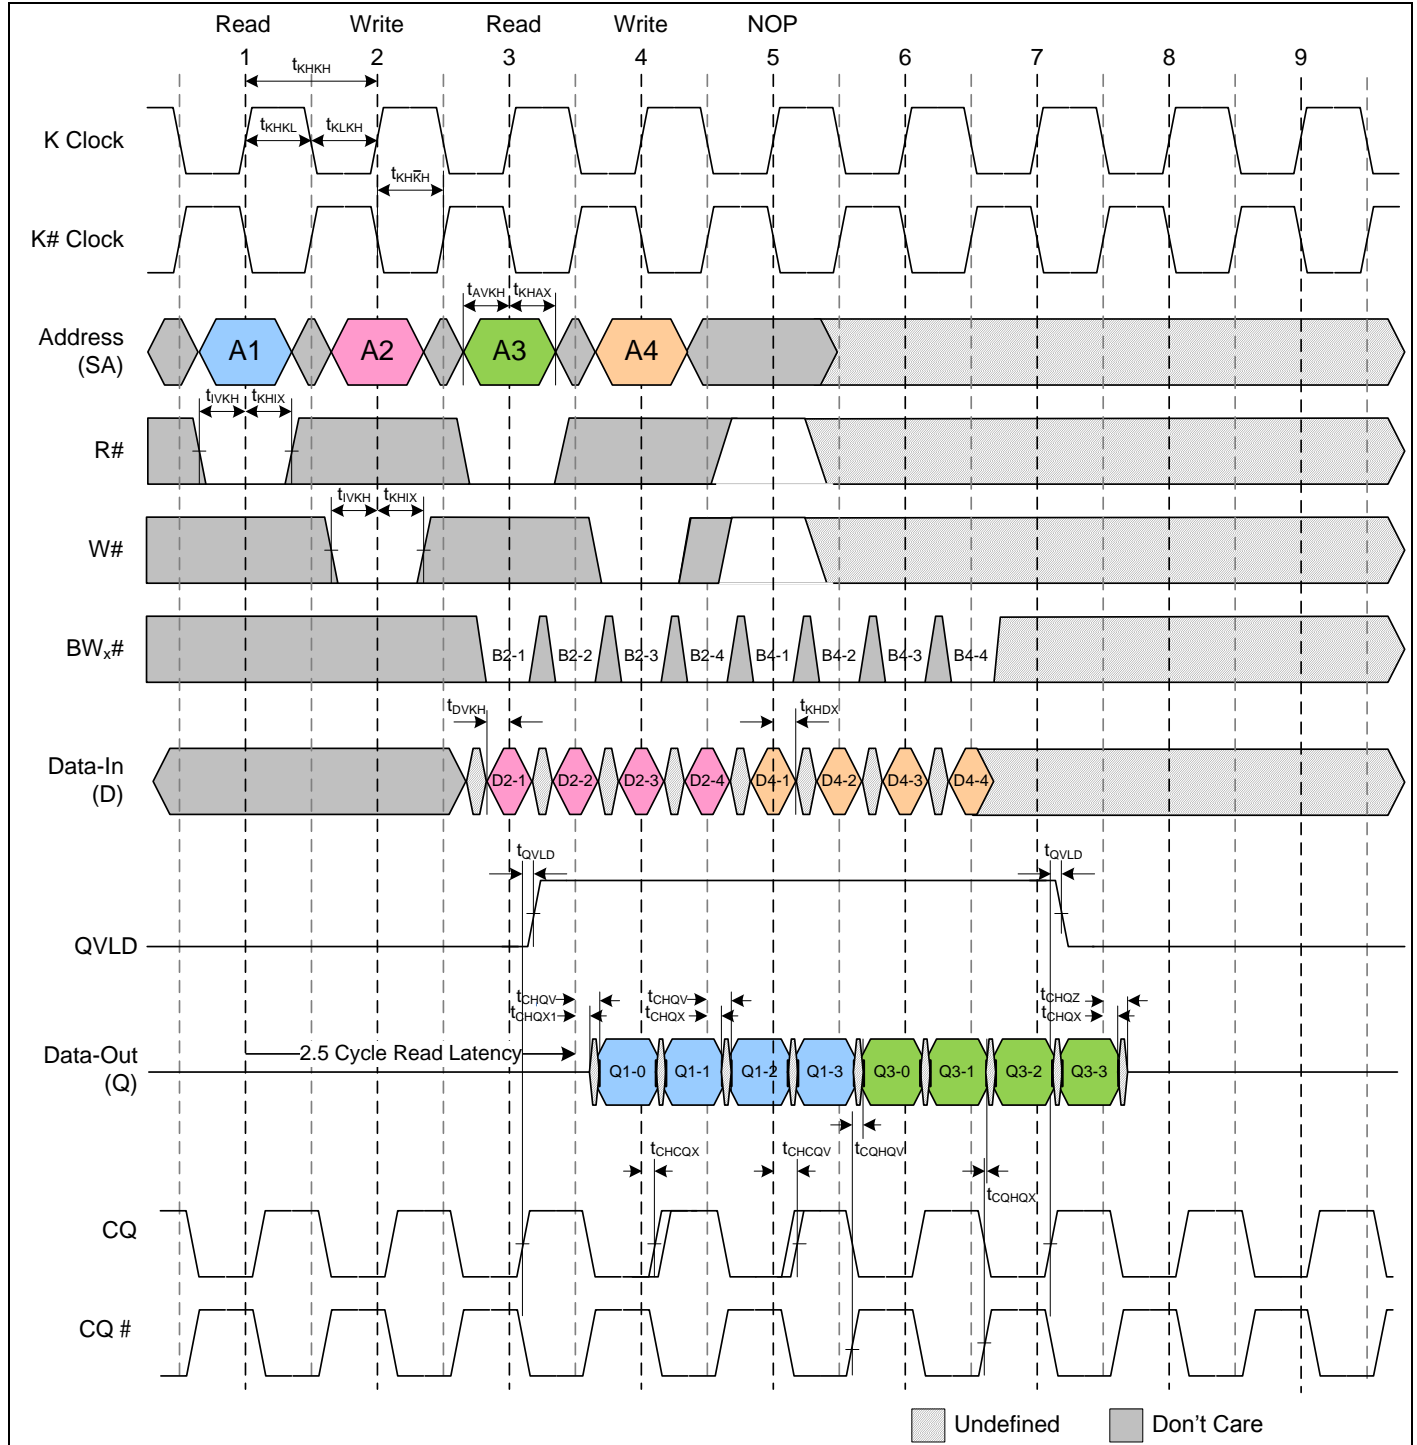 Read Write Read Write NOP
1 2 3 4 5 6 7 8 9
tKHKH
K Clock
tKHKL tKLKH
tKHK̅H
K# Clock
tAVKH tKHAX
Address
(SA)
A1 A2 A3 A4
tIVKH tKHIX
R#
tIVKH tKHIX
W#
BWx#
B2-1 B2-2 B2-3 B2-4 B4-1 B4-2 B4-3 B4-4
tDVKH tKHDX
Data-In
(D)
D2-1 D2-2 D2-3 D2-4 D4-1 D4-2 D4-3 D4-4
tQVLD tQVLD
QVLD
tCHQV tCHQV tCHQZ
tCHQX1 tCHQX tCHQX
Data-Out
(Q)
2.5 Cycle Read Latency
Q1-0 Q1-1 Q1-2 Q1-3 Q3-0 Q3-1 Q3-2 Q3-3
tCHCQX tCHCQV tCQHQV
tCQHQX
CQ
CQ #
Undefined Don't Care